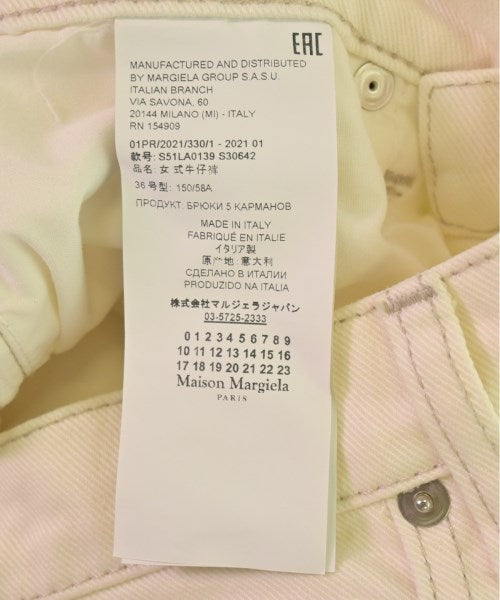 EAC
MANUFACTURED AND DISTRIBUTED
BY MARGIELA GROUP S.A.S.U.
ITALIAN BRANCH
VIA SAVONA, 60
20144 MILANO (MI) - ITALY
RN 154909
01PR/2021/330/1 - 2021 01
款号: S51LA0139 S30642
品名: 女式牛仔裤
36 号型: 150/58A
ПРОДУКТ: БРЮКИ 5 КАРМАНОВ
MADE IN ITALY
FABRIQUÉ EN ITALIE
イタリア製
原产地: 意大利
СДЕЛАНО В ИТАЛИИ
PRODUZIDO NA ITALIA
株式会社マルジェラジャパン
03-5725-2333
0 1 2 3 4 5 6 7 8 9
10 11 12 13 14 15 16
17 18 19 20 21 22 23
Maison Margiela
PARIS